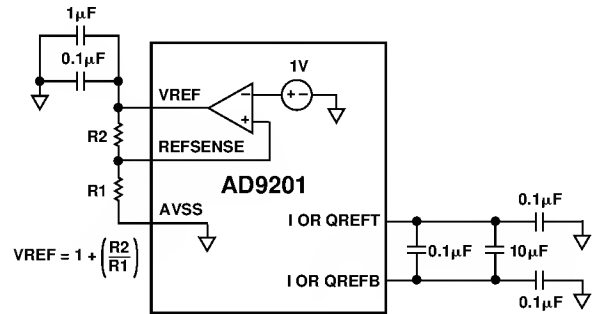 1µF
0.1µF
1V
VREF
− + −
+
R2
REFSENSE
R1
AD9201
AVSS
0.1µF
I OR QREFT
VREF = 1 + (R2/R1)
0.1µF
10µF
I OR QREFB
0.1µF